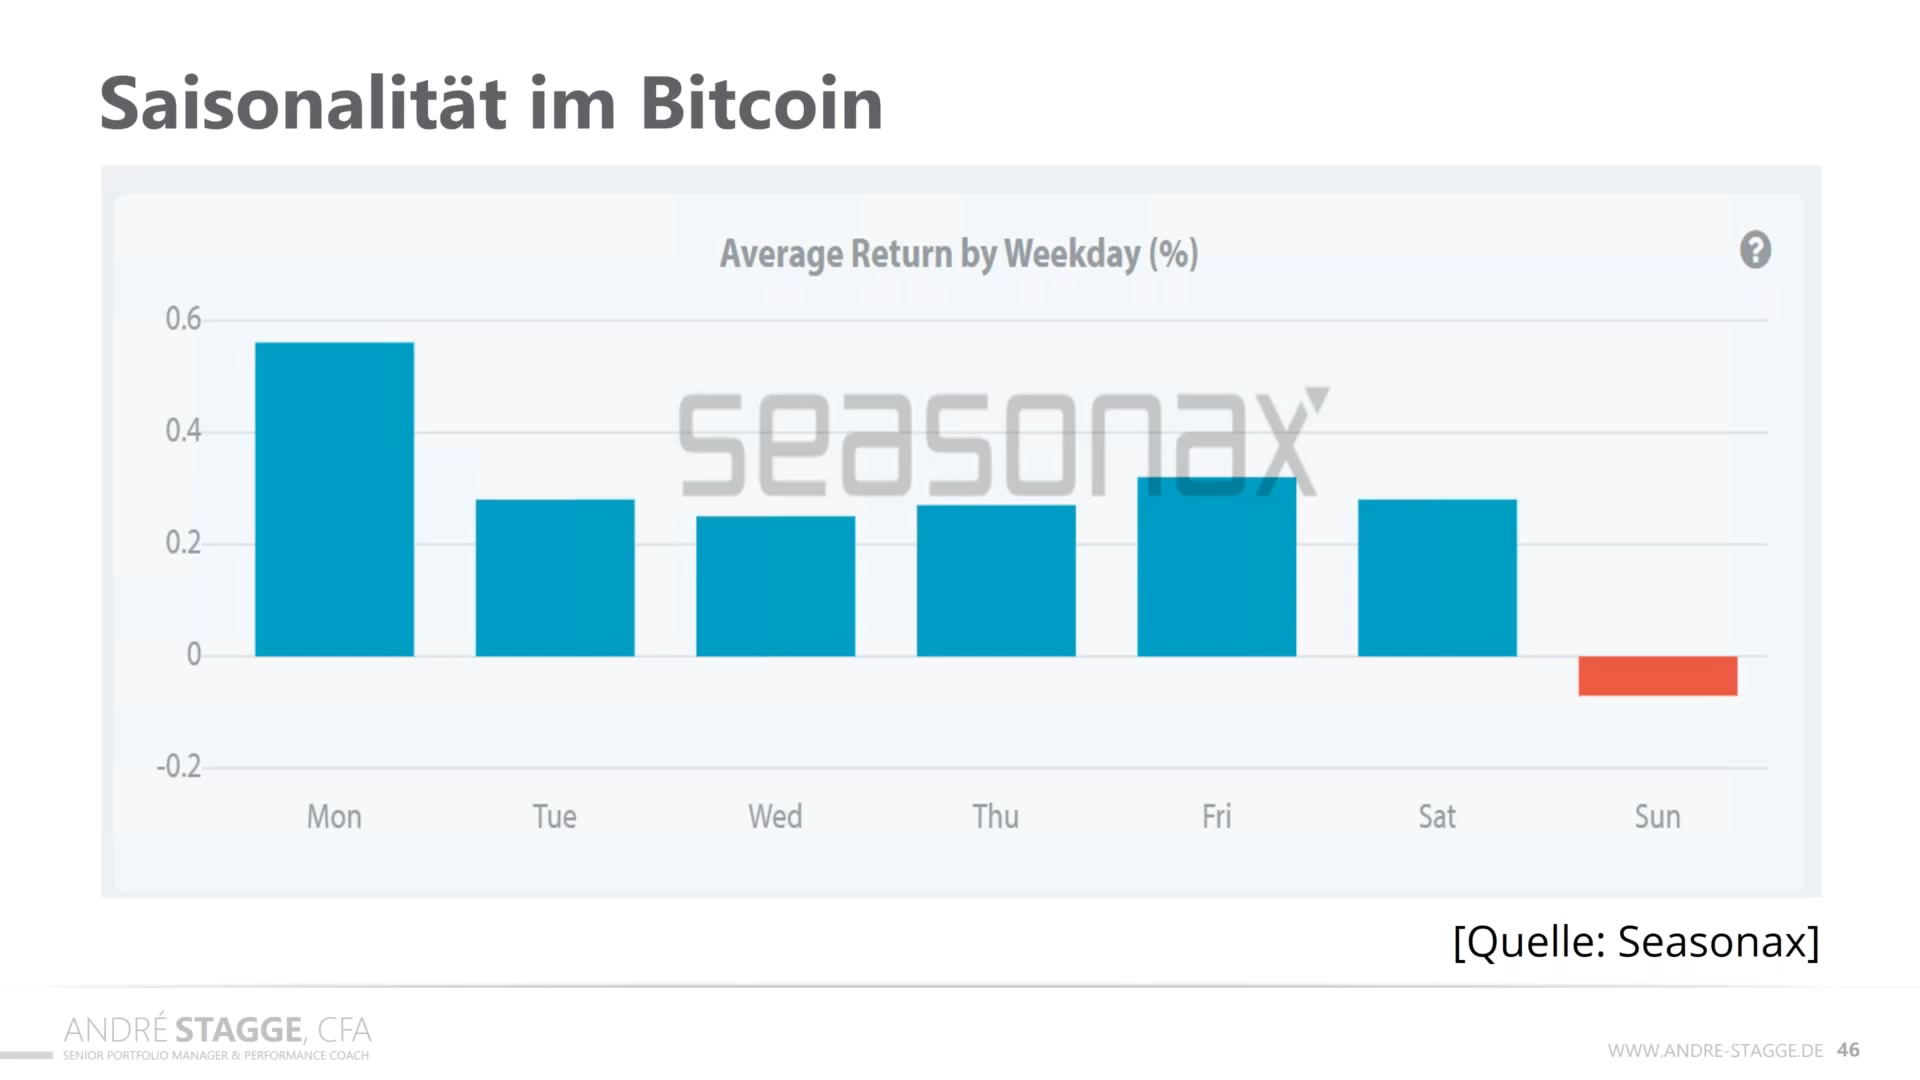 Saisonalität im Bitcoin
Average Return by Weekday (%)
?
0.6
0.4
0.2
0
-0.2
seasonax
Mon Tue Wed Thu Fri Sat Sun
[Quelle: Seasonax]
ANDRÉ STAGGE, CFA
SENIOR PORTFOLIO MANAGER & PERFORMANCE COACH
WWW.ANDRE-STAGGE.DE 46